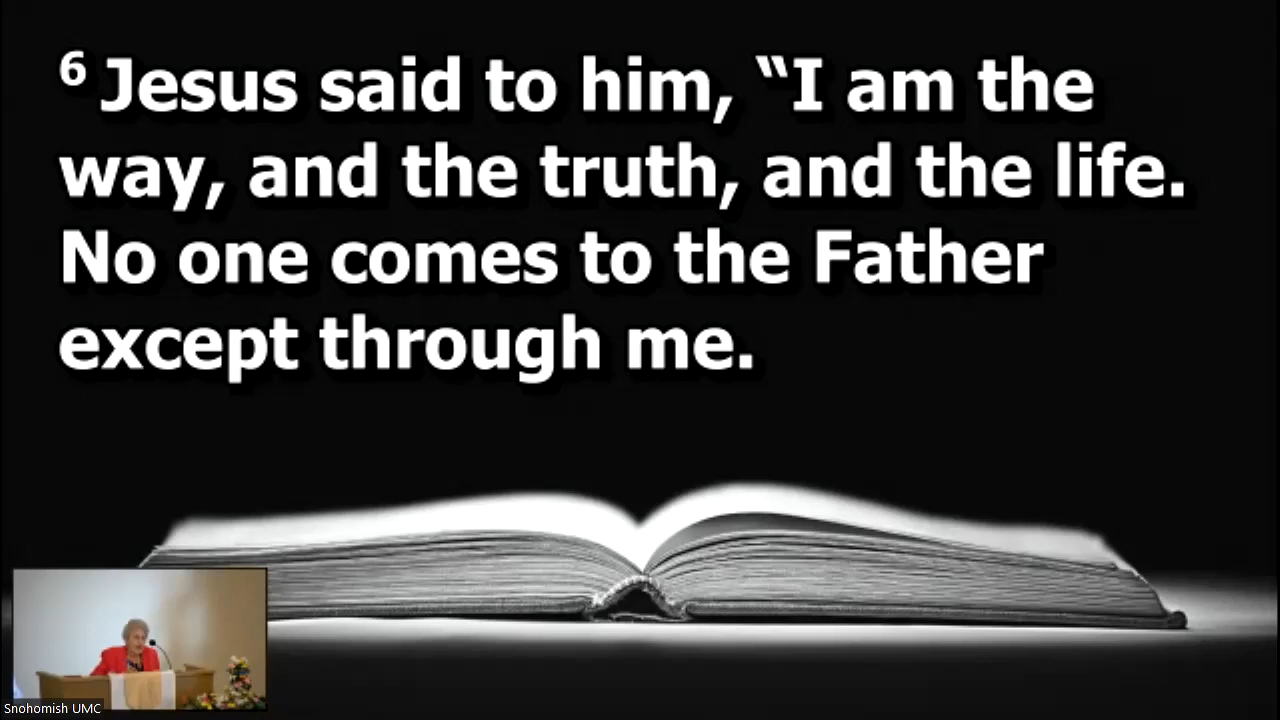 6 Jesus said to him, “I am the
way, and the truth, and the life.
No one comes to the Father
except through me.
Snohomish UMC